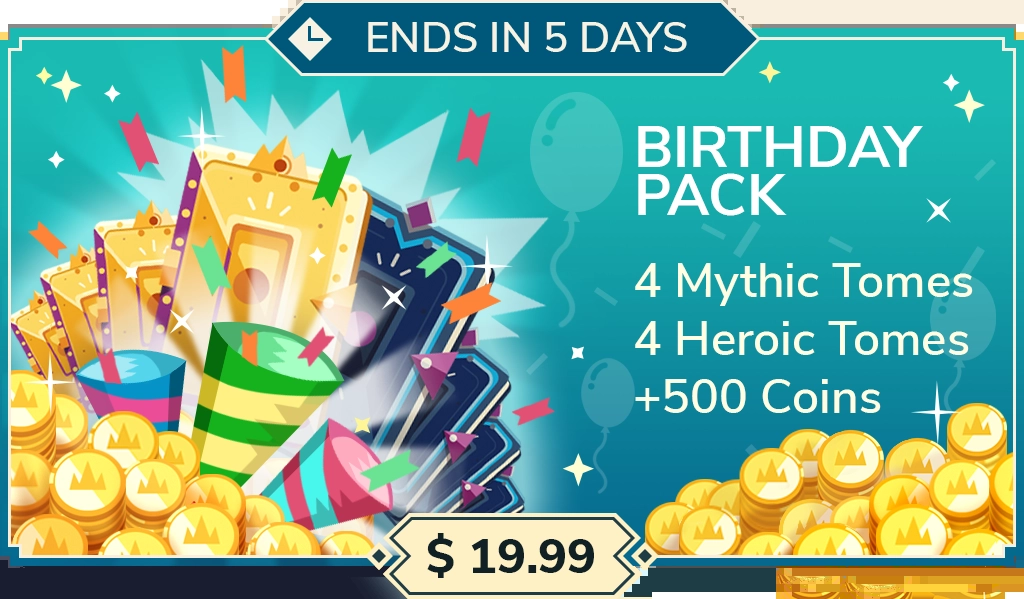 ENDS IN 5 DAYS
BIRTHDAY
PACK
4 Mythic Tomes
4 Heroic Tomes
+500 Coins
$ 19.99